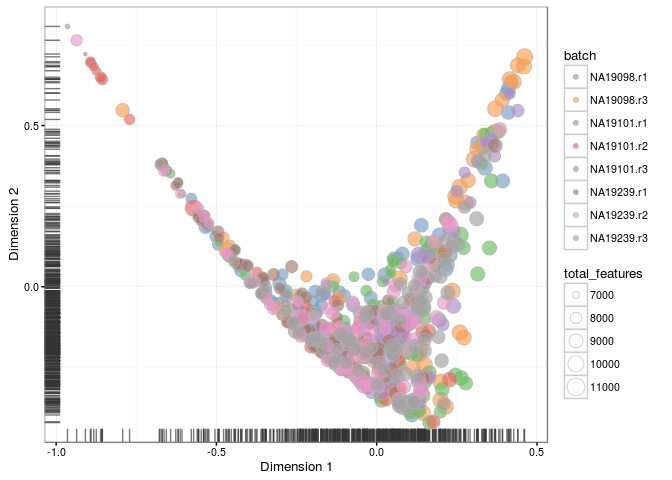 0.5
0.0
Dimension 2
-1.0
-0.5
0.0
0.5
Dimension 1
batch
NA19098.r1
NA19098.r3
NA19101.r1
NA19101.r2
NA19101.r3
NA19239.r1
NA19239.r2
NA19239.r3
total_features
7000
8000
9000
10000
11000